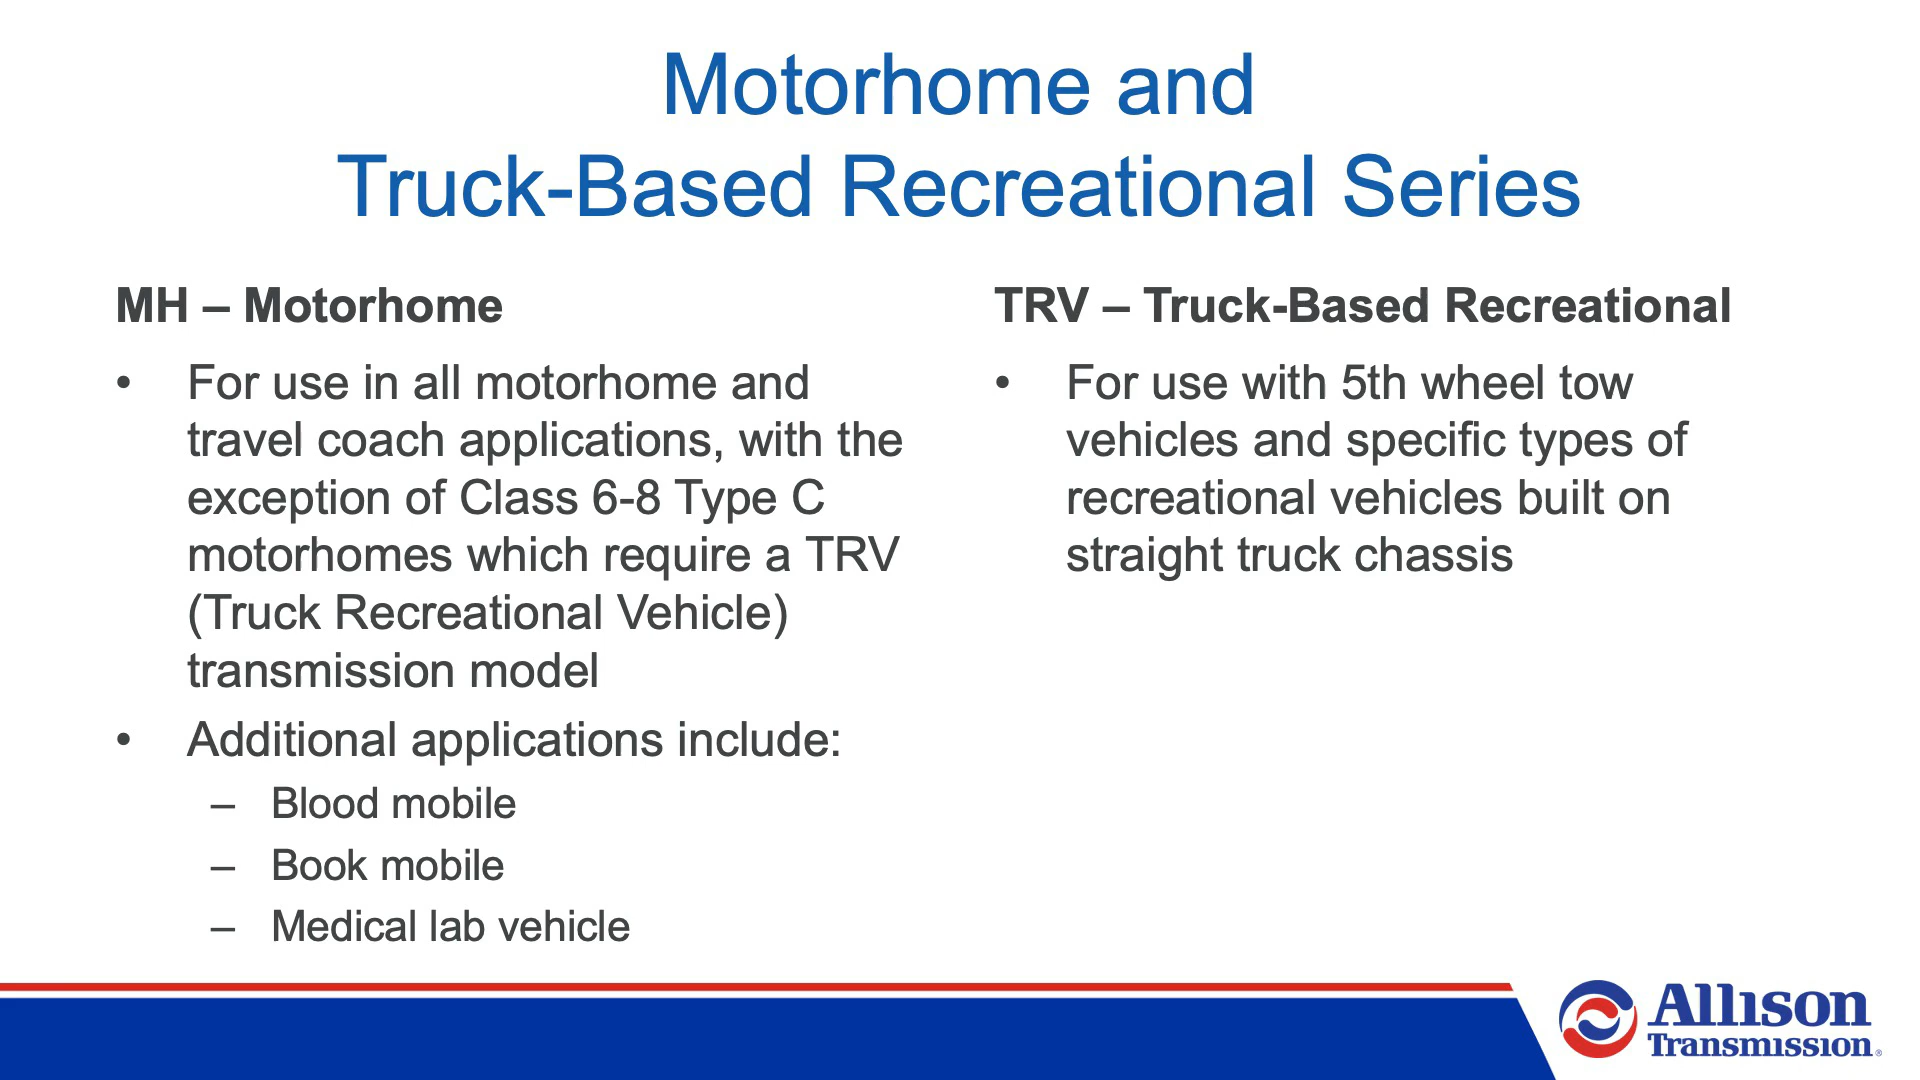 Motorhome and
Truck-Based Recreational Series
MH – Motorhome
• For use in all motorhome and
travel coach applications, with the
exception of Class 6-8 Type C
motorhomes which require a TRV
(Truck Recreational Vehicle)
transmission model
• Additional applications include:
– Blood mobile
– Book mobile
– Medical lab vehicle
TRV – Truck-Based Recreational
• For use with 5th wheel tow
vehicles and specific types of
recreational vehicles built on
straight truck chassis
Allison
Transmission®